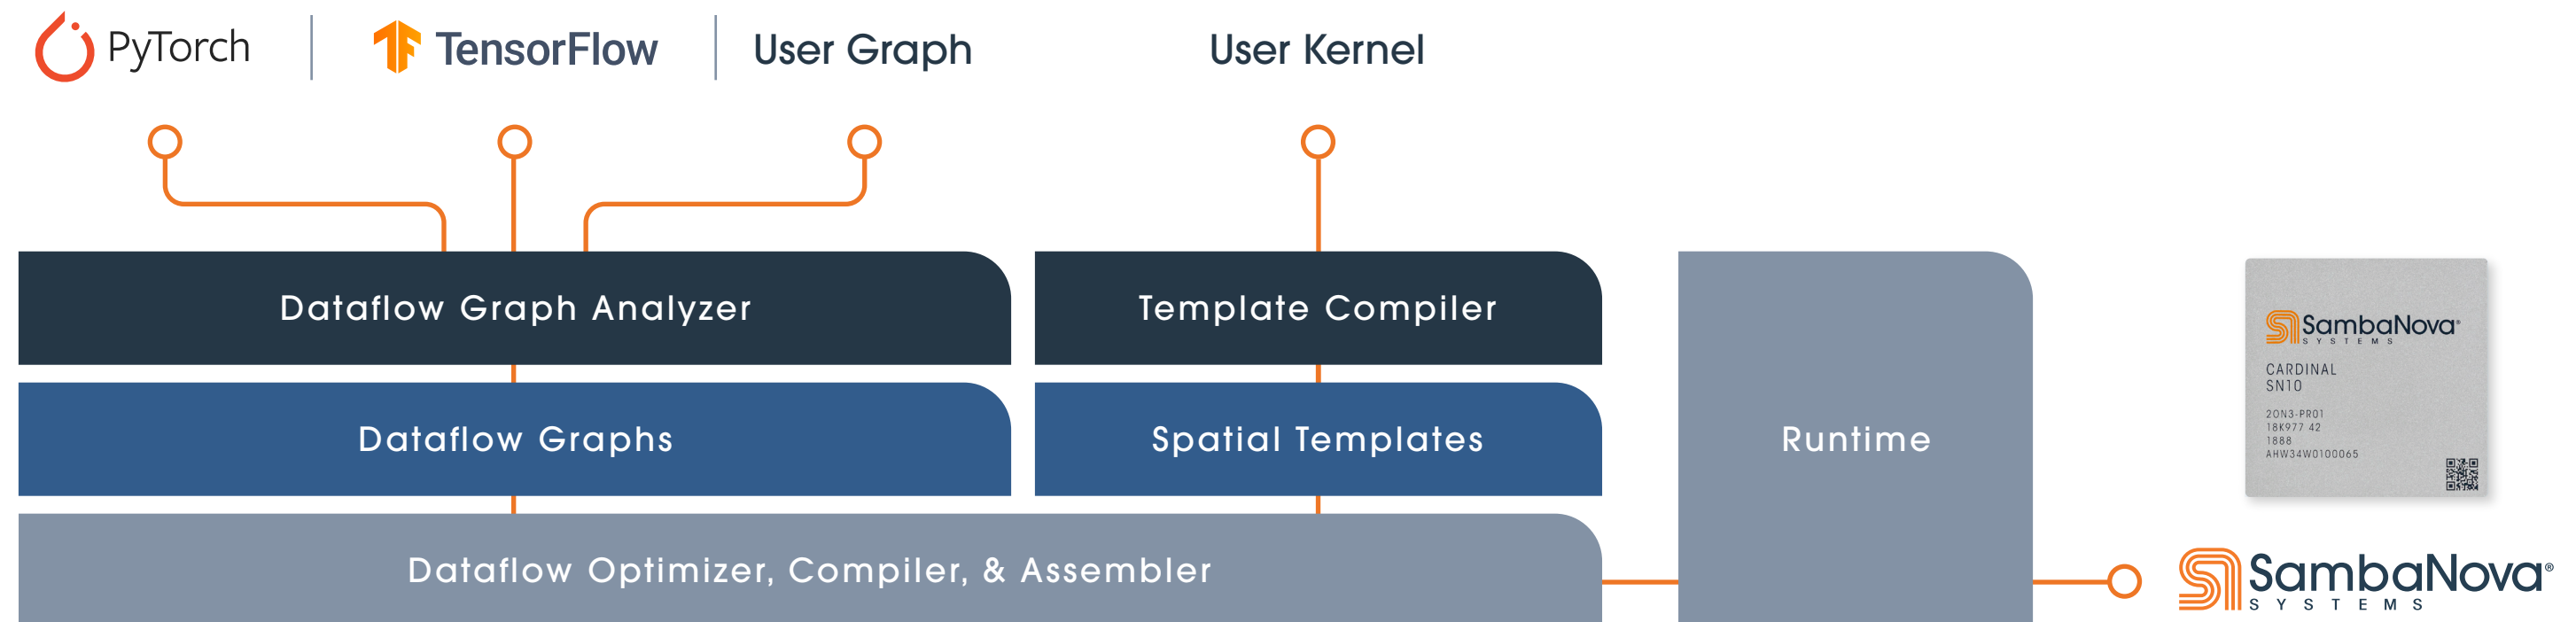 PyTorch
TensorFlow
User Graph
User Kernel
Dataflow Graph Analyzer
Template Compiler
Dataflow Graphs
Spatial Templates
Runtime
Dataflow Optimizer, Compiler, & Assembler
SambaNova®
SYSTEMS
CARDINAL
SN10
20N3-PR01
18K977 42
1888
AHW34W0100065
SambaNova®
SYSTEMS